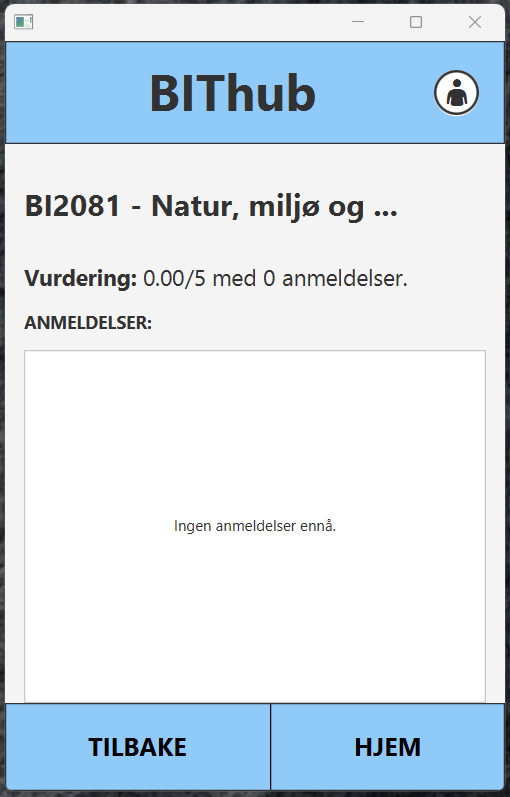 BIThub
BI2081 - Natur, miljø og ...
Vurdering: 0.00/5 med 0 anmeldelser.
ANMELDELSER:
Ingen anmeldelser ennå.
TILBAKE
HJEM